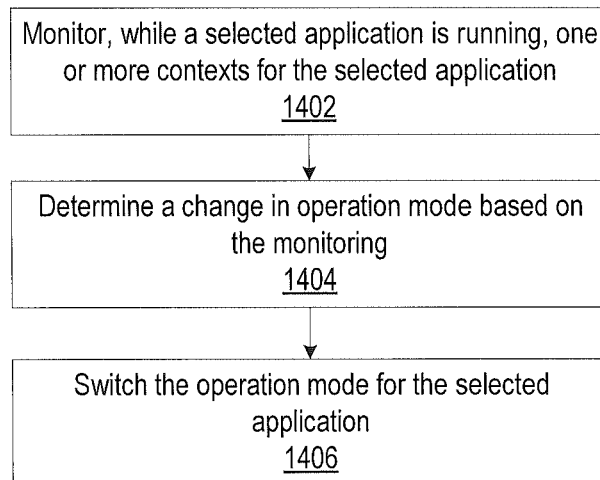 Monitor, while a selected application is running, one
or more contexts for the selected application
1402
Determine a change in operation mode based on
the monitoring
1404
Switch the operation mode for the selected
application
1406